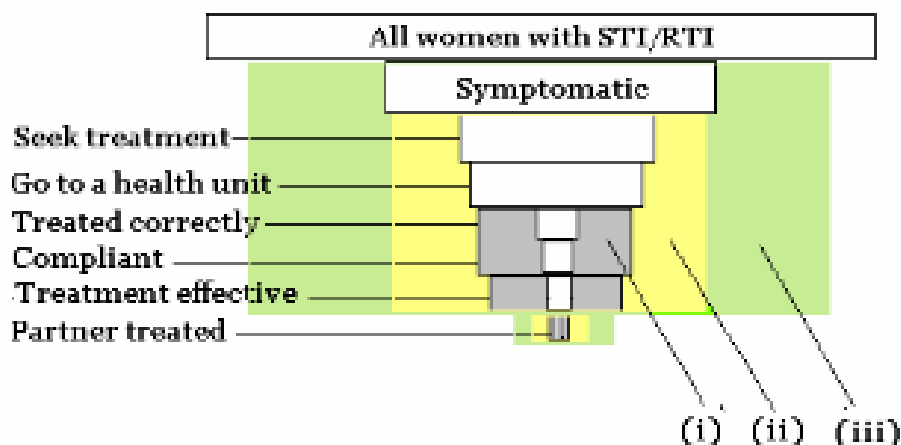 All women with STI/RTI
Symptomatic
Seek treatment
Go to a health unit
Treated correctly
Compliant
Treatment effective
Partner treated
(i) (ii) (iii)